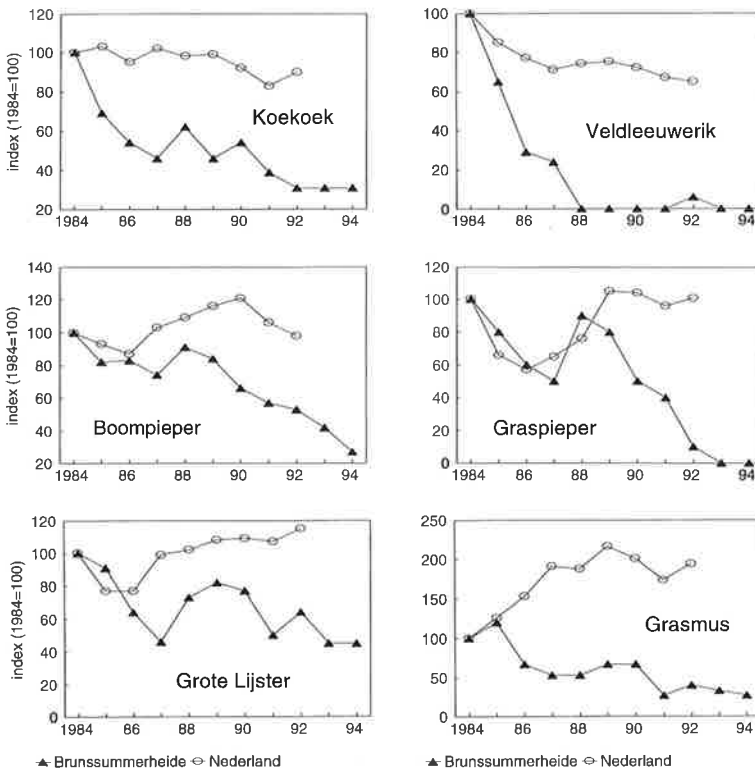 index (1984=100)
120
100
80
60
40
20
Koekoek
1984 86 88 90 92 94
100
80
60
40
20
0
Veldleeuwerik
1984 86 88 90 92 94
index (1984=100)
140
120
100
80
60
40
20
Boompieper
1984 86 88 90 92 94
120
100
80
60
40
20
0
Graspieper
1984 86 88 90 92 94
index (1984=100)
120
100
80
60
40
20
0
Grote Lijster
1984 86 88 90 92 94
250
200
150
100
50
0
Grasmus
1984 86 88 90 92 94
Brunssummerheide Nederland
Brunssummerheide Nederland